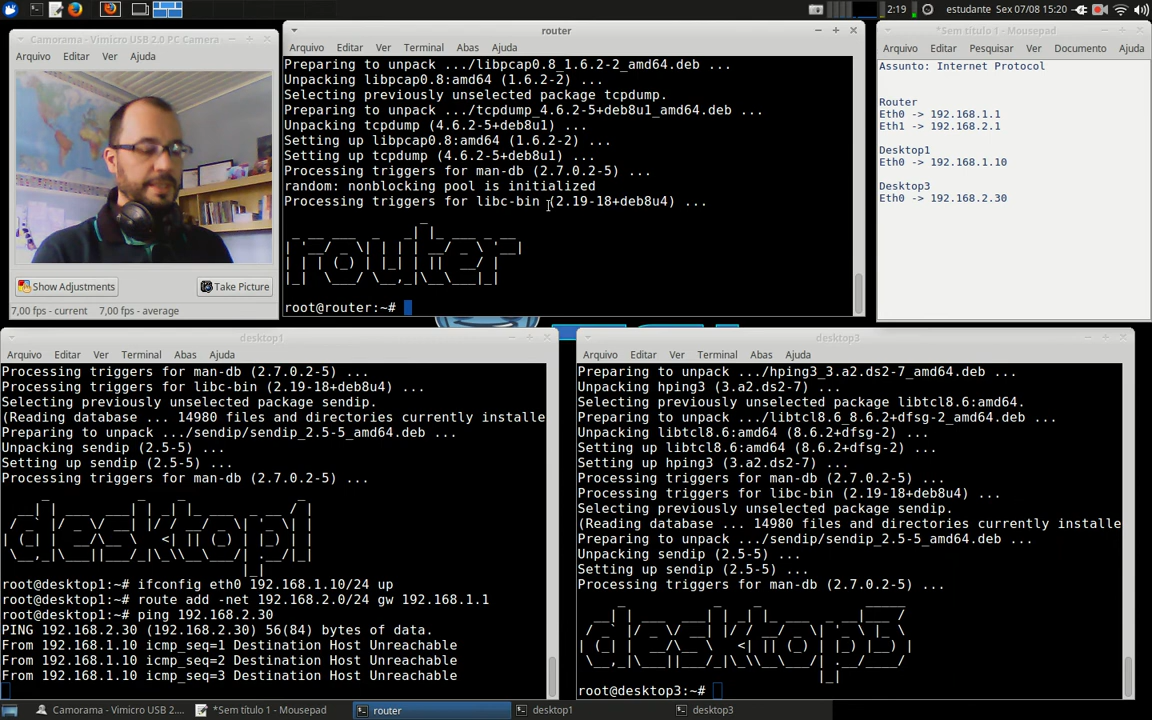 2:19
estudante
Sex 07/08 15:20
Camorama - Vimicro USB 2.0 PC Camera
Arquivo Editar Ver Ajuda
Show Adjustments
Take Picture
7,00 fps - current 7,00 fps - average
router
Arquivo Editar Ver Terminal Abas Ajuda
Preparing to unpack .../libpcap0.8_1.6.2-2_amd64.deb ...
Unpacking libpcap0.8:amd64 (1.6.2-2) ...
Selecting previously unselected package tcpdump.
Preparing to unpack .../tcpdump_4.6.2-5+deb8u1_amd64.deb ...
Unpacking tcpdump (4.6.2-5+deb8u1) ...
Setting up libpcap0.8:amd64 (1.6.2-2) ...
Setting up tcpdump (4.6.2-5+deb8u1) ...
Processing triggers for man-db (2.7.0.2-5) ...
random: nonblocking pool is initialized
Processing triggers for libc-bin (2.19-18+deb8u4) ...
router
root@router:~#
*Sem título 1 - Mousepad
Arquivo Editar Pesquisar Ver Documento Ajuda
Assunto: Internet Protocol
Router
Eth0 -> 192.168.1.1
Eth1 -> 192.168.2.1
Desktop1
Eth0 -> 192.168.1.10
Desktop3
Eth0 -> 192.168.2.30
desktop1
Arquivo Editar Ver Terminal Abas Ajuda
Processing triggers for man-db (2.7.0.2-5) ...
Processing triggers for libc-bin (2.19-18+deb8u4) ...
Selecting previously unselected package sendip.
(Reading database ... 14980 files and directories currently installe
Preparing to unpack .../sendip_2.5-5_amd64.deb ...
Unpacking sendip (2.5-5) ...
Setting up sendip (2.5-5) ...
Processing triggers for man-db (2.7.0.2-5) ...
desktop1
root@desktop1:~# ifconfig eth0 192.168.1.10/24 up
root@desktop1:~# route add -net 192.168.2.0/24 gw 192.168.1.1
root@desktop1:~# ping 192.168.2.30
PING 192.168.2.30 (192.168.2.30) 56(84) bytes of data.
From 192.168.1.10 icmp_seq=1 Destination Host Unreachable
From 192.168.1.10 icmp_seq=2 Destination Host Unreachable
From 192.168.1.10 icmp_seq=3 Destination Host Unreachable
desktop3
Arquivo Editar Ver Terminal Abas Ajuda
Preparing to unpack .../hping3_3.a2.ds2-7_amd64.deb ...
Unpacking hping3 (3.a2.ds2-7) ...
Selecting previously unselected package libtcl8.6:amd64.
Preparing to unpack .../libtcl8.6_8.6.2+dfsg-2_amd64.deb ...
Unpacking libtcl8.6:amd64 (8.6.2+dfsg-2) ...
Setting up libtcl8.6:amd64 (8.6.2+dfsg-2) ...
Setting up hping3 (3.a2.ds2-7) ...
Processing triggers for man-db (2.7.0.2-5) ...
Processing triggers for libc-bin (2.19-18+deb8u4) ...
Selecting previously unselected package sendip.
(Reading database ... 14980 files and directories currently installe
Preparing to unpack .../sendip_2.5-5_amd64.deb ...
Unpacking sendip (2.5-5) ...
Setting up sendip (2.5-5) ...
Processing triggers for man-db (2.7.0.2-5) ...
desktop3
root@desktop3:~#
Camorama - Vimicro USB 2....
*Sem título 1 - Mousepad
router
desktop1
desktop3